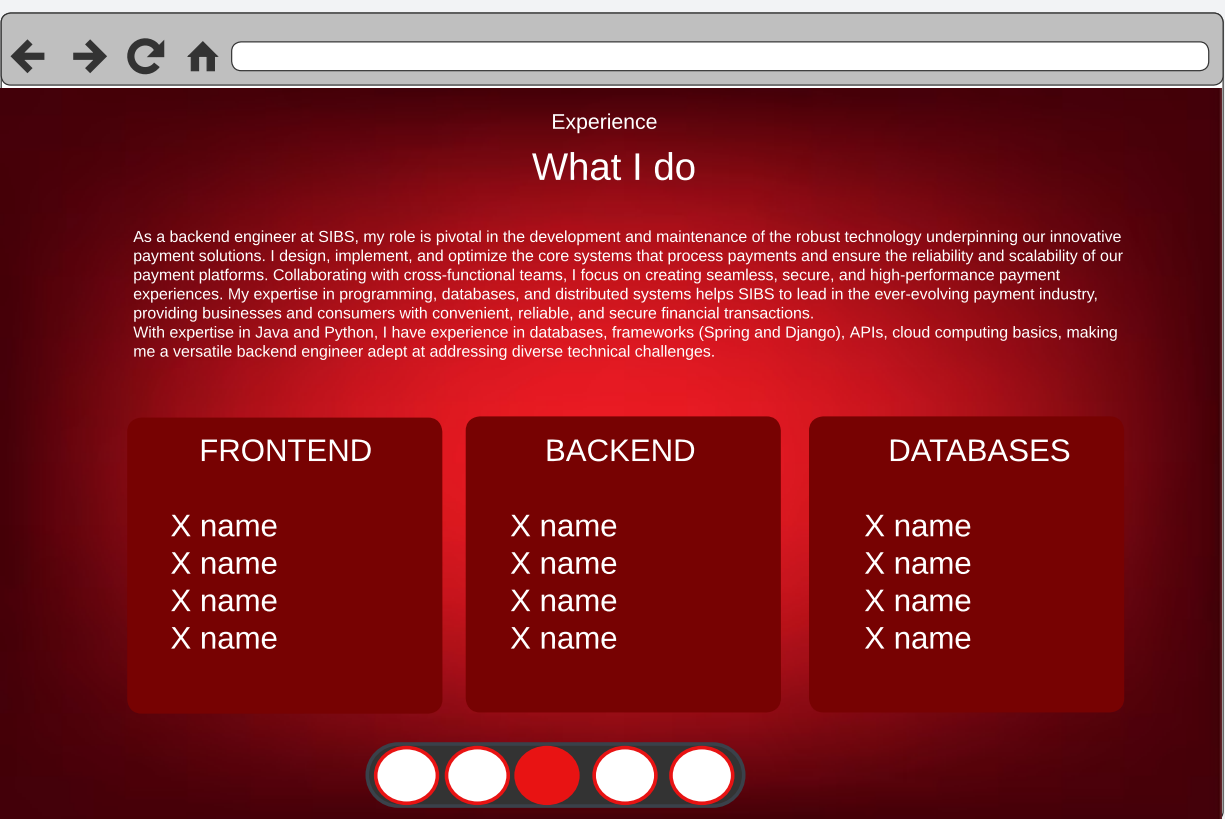 Experience
What I do
As a backend engineer at SIBS, my role is pivotal in the development and maintenance of the robust technology underpinning our innovative
payment solutions. I design, implement, and optimize the core systems that process payments and ensure the reliability and scalability of our
payment platforms. Collaborating with cross-functional teams, I focus on creating seamless, secure, and high-performance payment
experiences. My expertise in programming, databases, and distributed systems helps SIBS to lead in the ever-evolving payment industry,
providing businesses and consumers with convenient, reliable, and secure financial transactions.
With expertise in Java and Python, I have experience in databases, frameworks (Spring and Django), APIs, cloud computing basics, making
me a versatile backend engineer adept at addressing diverse technical challenges.
FRONTEND
X name
X name
X name
X name
BACKEND
X name
X name
X name
X name
DATABASES
X name
X name
X name
X name